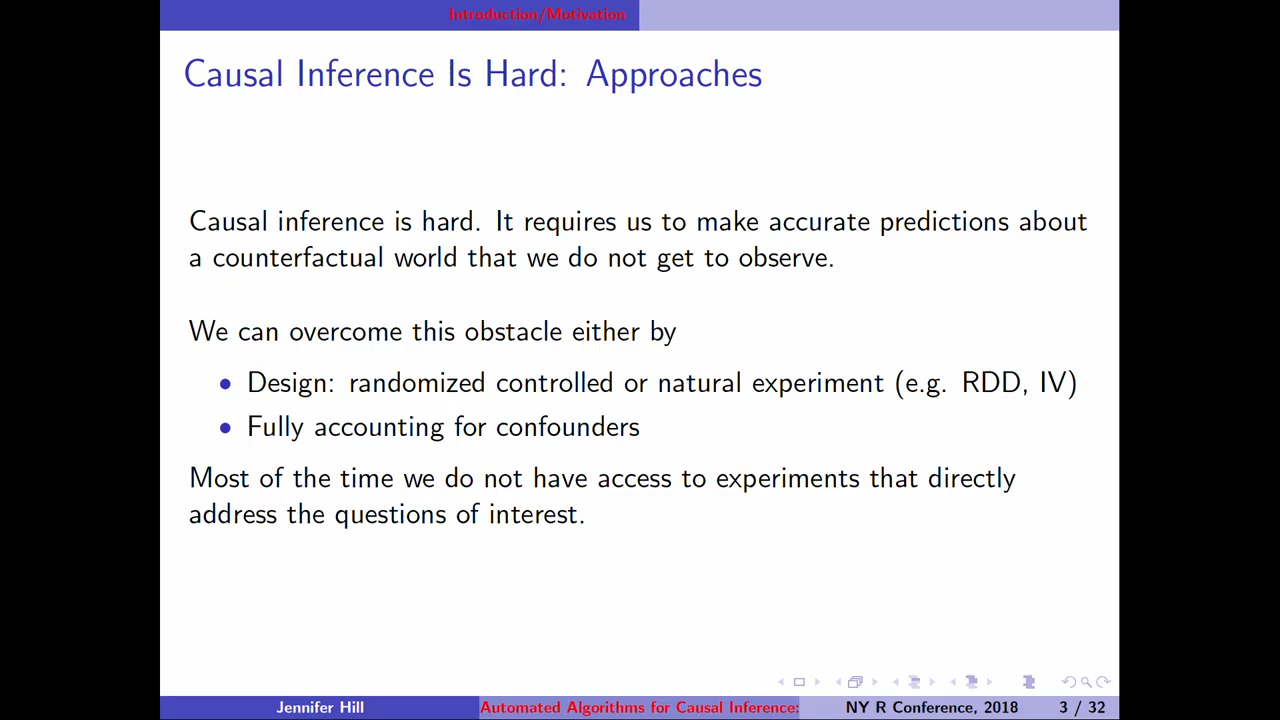 Introduction/Motivation
Causal Inference Is Hard: Approaches
Causal inference is hard. It requires us to make accurate predictions about
a counterfactual world that we do not get to observe.
We can overcome this obstacle either by
• Design: randomized controlled or natural experiment (e.g. RDD, IV)
• Fully accounting for confounders
Most of the time we do not have access to experiments that directly
address the questions of interest.
Jennifer Hill Automated Algorithms for Causal Inference: NY R Conference, 2018 3 / 32